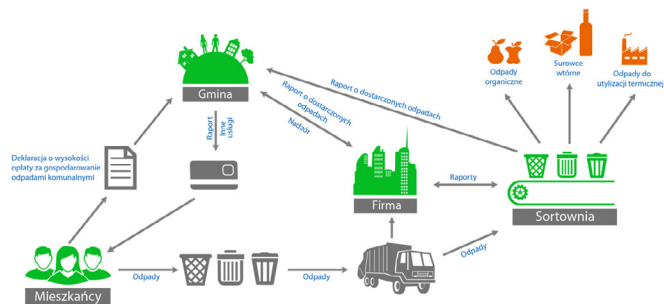 Gmina
Raport o dostarczonych odpadach
Raport o dostarczonych
odpadach
Nadzór
Odpady
organiczne
Surowce
wtórne
Odpady do
utylizacji termicznej
Raport
Inne
usługi
Deklaracja o wysokości
opłaty za gospodarowanie
odpadami komunalnymi
Firma
Raporty
Sortownia
Mieszkańcy
Odpady
Odpady
Odpady